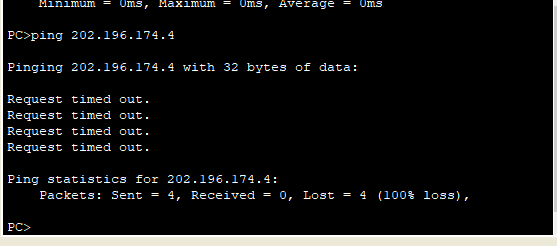 Minimum = 0ms, Maximum = 0ms, Average = 0ms
PC>ping 202.196.174.4
Pinging 202.196.174.4 with 32 bytes of data:
Request timed out.
Request timed out.
Request timed out.
Request timed out.
Ping statistics for 202.196.174.4:
Packets: Sent = 4, Received = 0, Lost = 4 (100% loss),
PC>